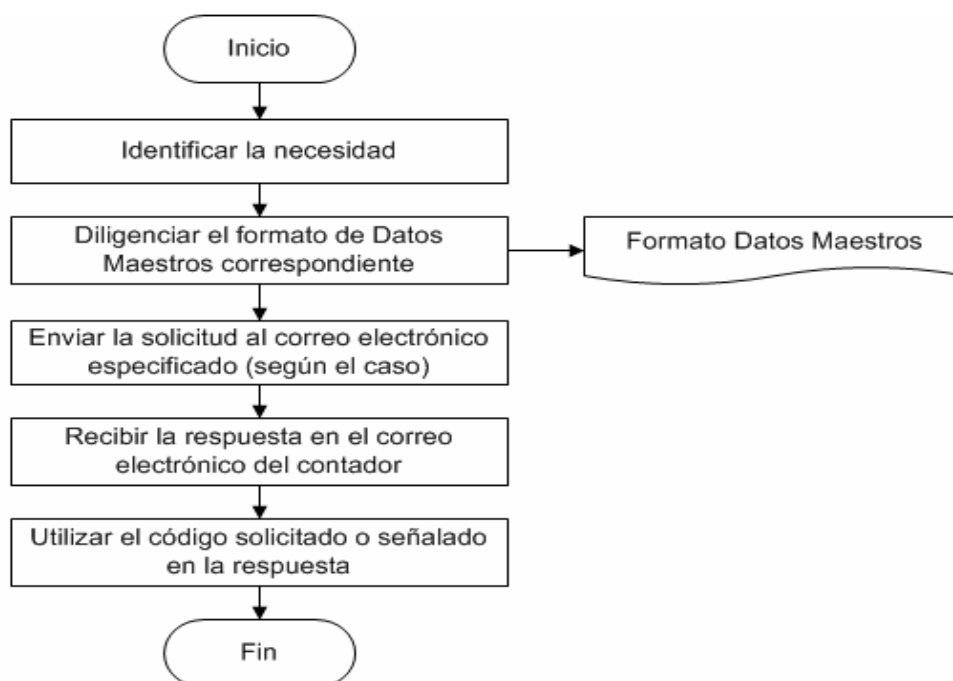 Inicio
Identificar la necesidad
Diligenciar el formato de Datos
Maestros correspondiente
Formato Datos Maestros
Enviar la solicitud al correo electrónico
especificado (según el caso)
Recibir la respuesta en el correo
electrónico del contador
Utilizar el código solicitado o señalado
en la respuesta
Fin